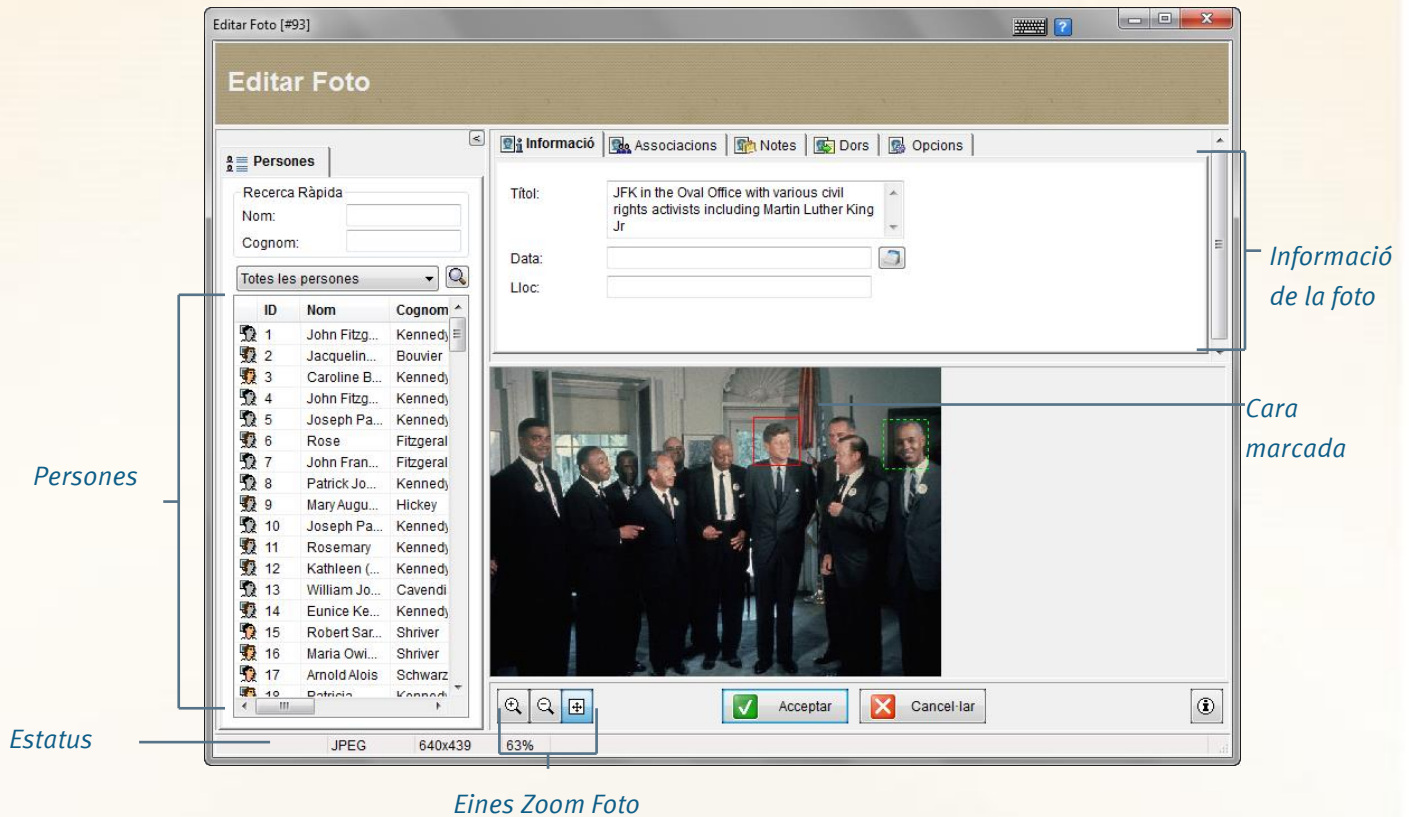 Editar Foto [#93]
Editar Foto
Persones
Recerca Ràpida
Nom:
Cognom:
Totes les persones
ID Nom Cognom
1 John Fitzg... Kennedy
2 Jacquelin... Bouvier
3 Caroline B... Kennedy
4 John Fitzg... Kennedy
5 Joseph Pa... Kennedy
6 Rose Fitzgeral
7 John Fran... Fitzgeral
8 Patrick Jo... Kennedy
9 Mary Augu... Hickey
10 Joseph Pa... Kennedy
11 Rosemary Kennedy
12 Kathleen (... Kennedy
13 William Jo... Cavendi
14 Eunice Ke... Kennedy
15 Robert Sar... Shriver
16 Maria Owi... Shriver
17 Arnold Alois Schwarz
18 Patricia Kennedy
Informació Associacions Notes Dors Opcions
Títol:
JFK in the Oval Office with various civil
rights activists including Martin Luther King
Jr
Data:
Lloc:
Acceptar Cancel·lar
JPEG 640x439 63%
Informació
de la foto
Cara
marcada
Persones
Estatus
Eines Zoom Foto